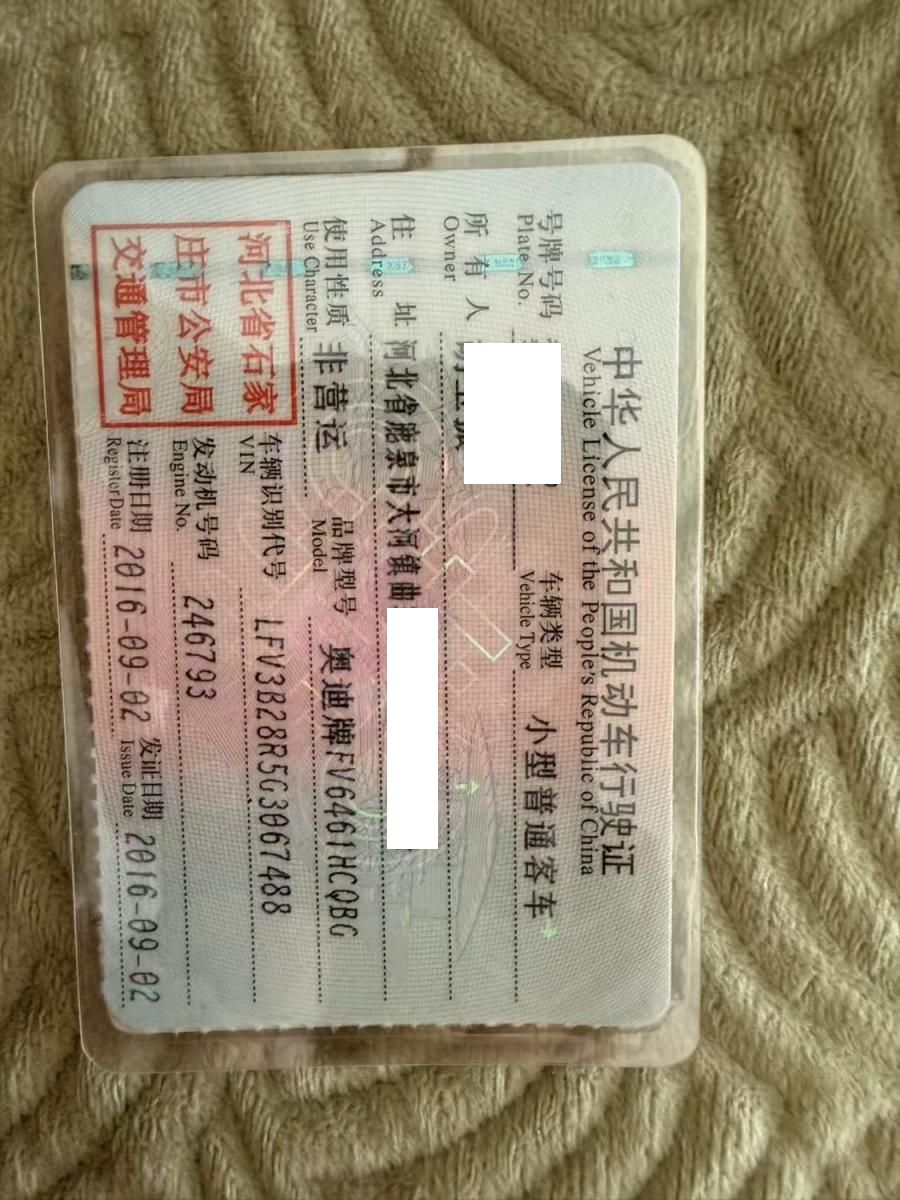 中华人民共和国机动车行驶证
Vehicle License of the People's Republic of China
号牌号码
Plate No.
车辆类型 小型普通客车
Vehicle Type
所有人
Owner
住址 河北省鹿泉市大河镇曲
Address
使用性质 非营运
Use Character
品牌型号 奥迪牌FV6461HCQBG
Model
河北省石家
庄市公安局
交通管理局
车辆识别代号 LFV3B28R5G3067488
VIN
发动机号码 246793
Engine No.
注册日期 2016-09-02
Register Date
发证日期 2016-09-02
Issue Date